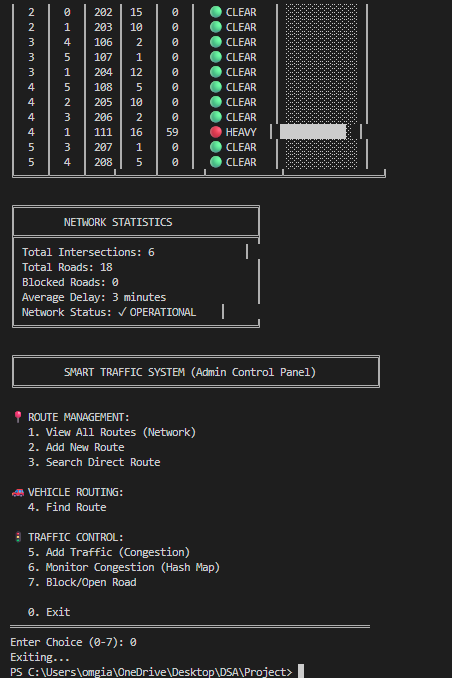 2 0 202 15 0 CLEAR
2 1 203 10 0 CLEAR
3 4 106 2 0 CLEAR
3 5 107 1 0 CLEAR
3 1 204 12 0 CLEAR
4 5 108 5 0 CLEAR
4 2 205 10 0 CLEAR
4 3 206 2 0 CLEAR
4 1 111 16 59 HEAVY
5 3 207 1 0 CLEAR
5 4 208 5 0 CLEAR
NETWORK STATISTICS
Total Intersections: 6
Total Roads: 18
Blocked Roads: 0
Average Delay: 3 minutes
Network Status: ✓ OPERATIONAL
SMART TRAFFIC SYSTEM (Admin Control Panel)
ROUTE MANAGEMENT:
1. View All Routes (Network)
2. Add New Route
3. Search Direct Route
VEHICLE ROUTING:
4. Find Route
TRAFFIC CONTROL:
5. Add Traffic (Congestion)
6. Monitor Congestion (Hash Map)
7. Block/Open Road
0. Exit
Enter Choice (0-7): 0
Exiting...
PS C:\Users\omgia\OneDrive\Desktop\DSA\Project>